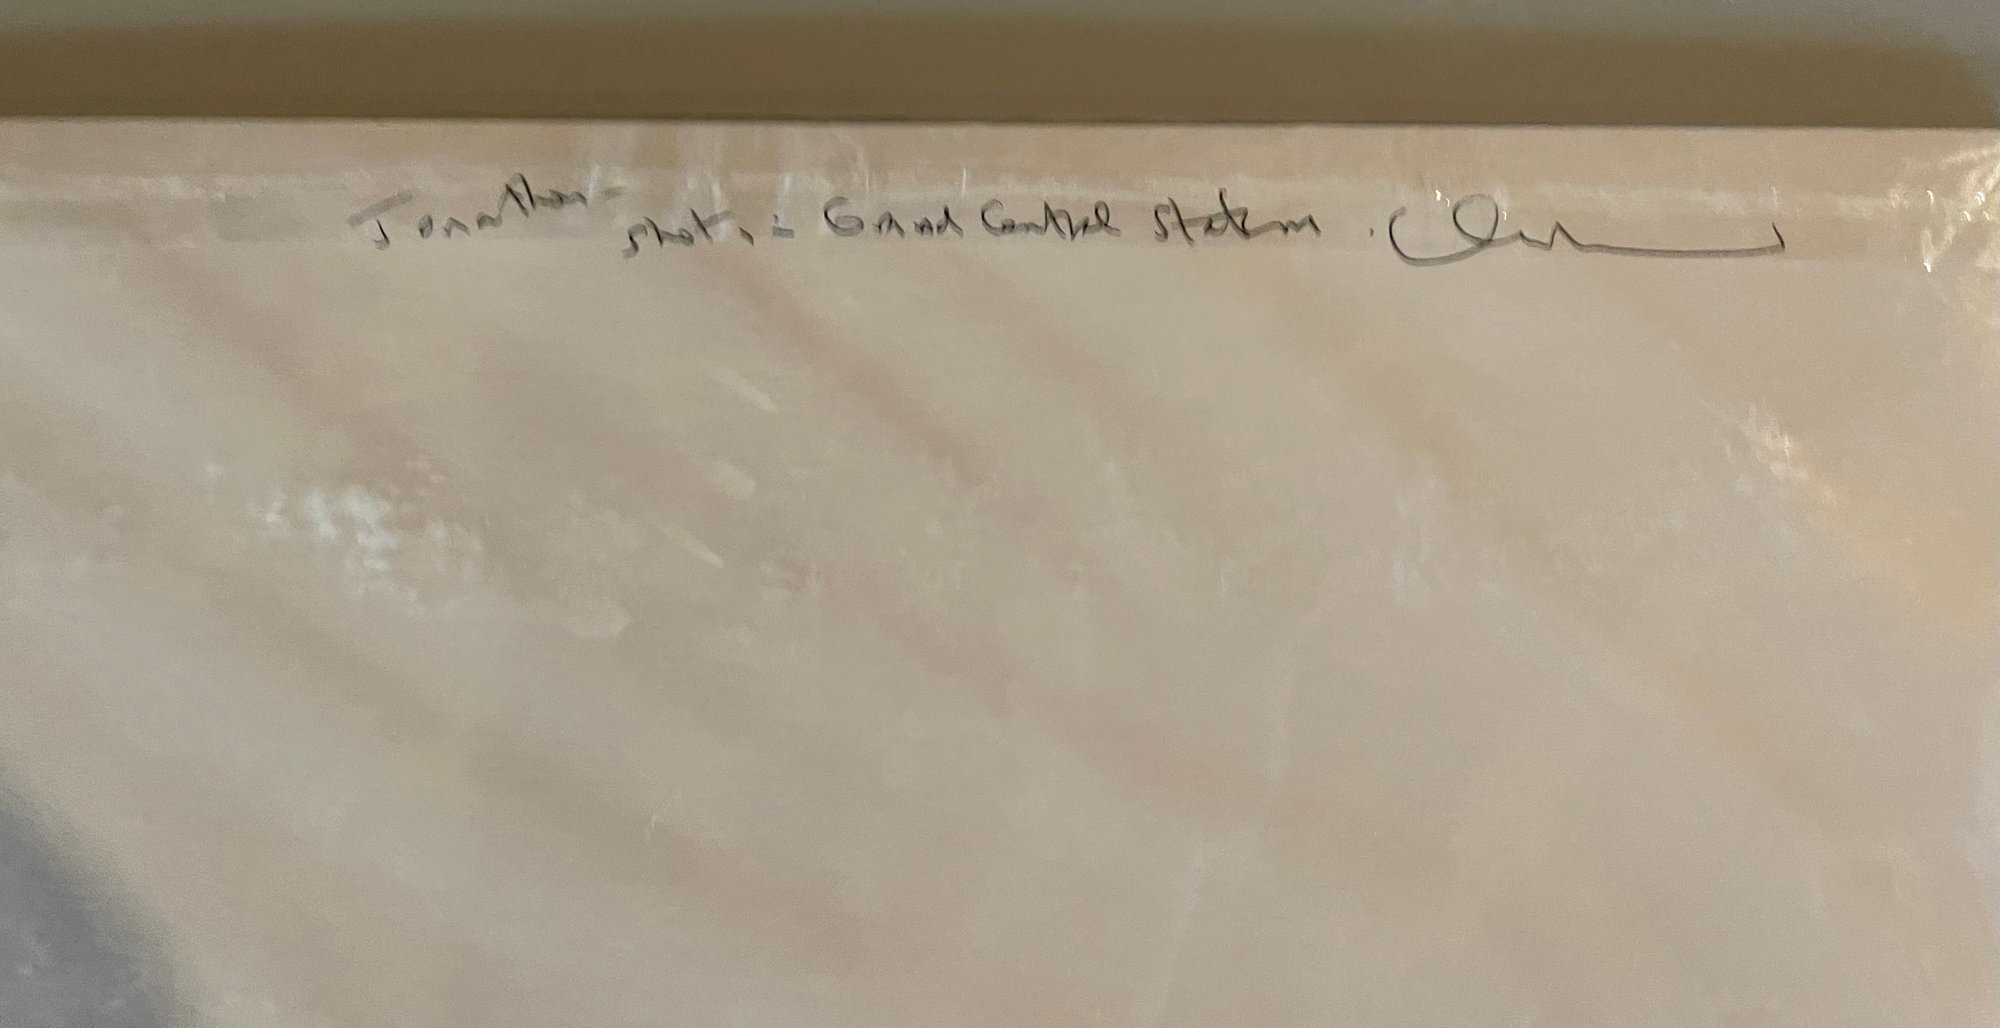 Jonathan - shot in Grand Central Station.